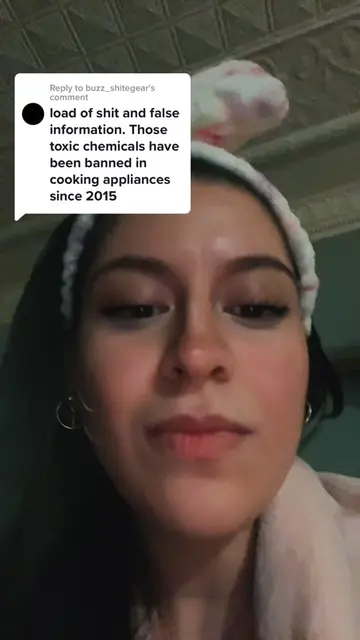 Reply to buzz_shitegear's
comment
load of shit and false
information. Those
toxic chemicals have
been banned in
cooking appliances
since 2015